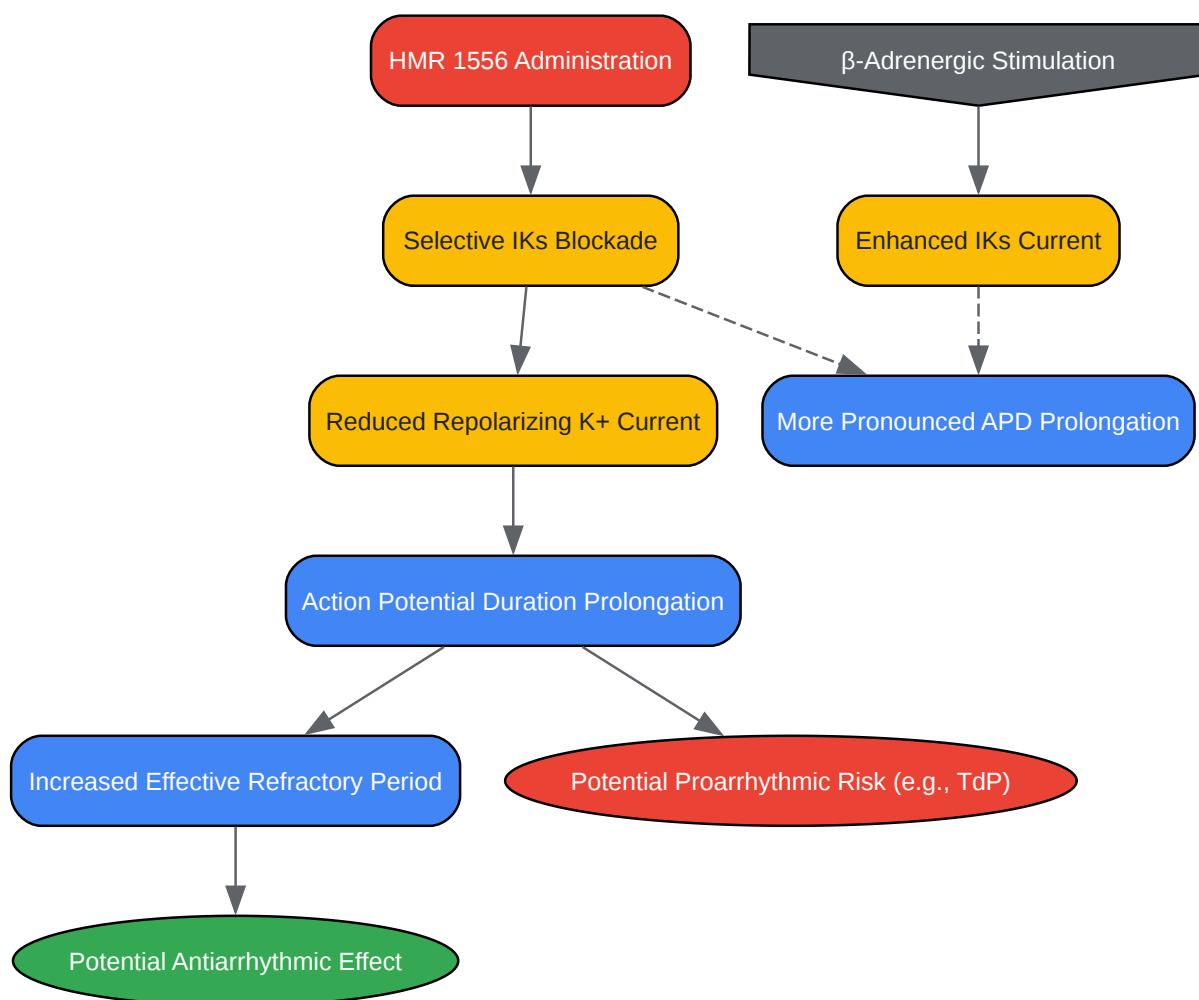 HMR 1556 Administration
β-Adrenergic Stimulation
Selective IKs Blockade
Enhanced IKs Current
Reduced Repolarizing K+ Current
More Pronounced APD Prolongation
Action Potential Duration Prolongation
Increased Effective Refractory Period
Potential Proarrhythmic Risk (e.g., TdP)
Potential Antiarrhythmic Effect